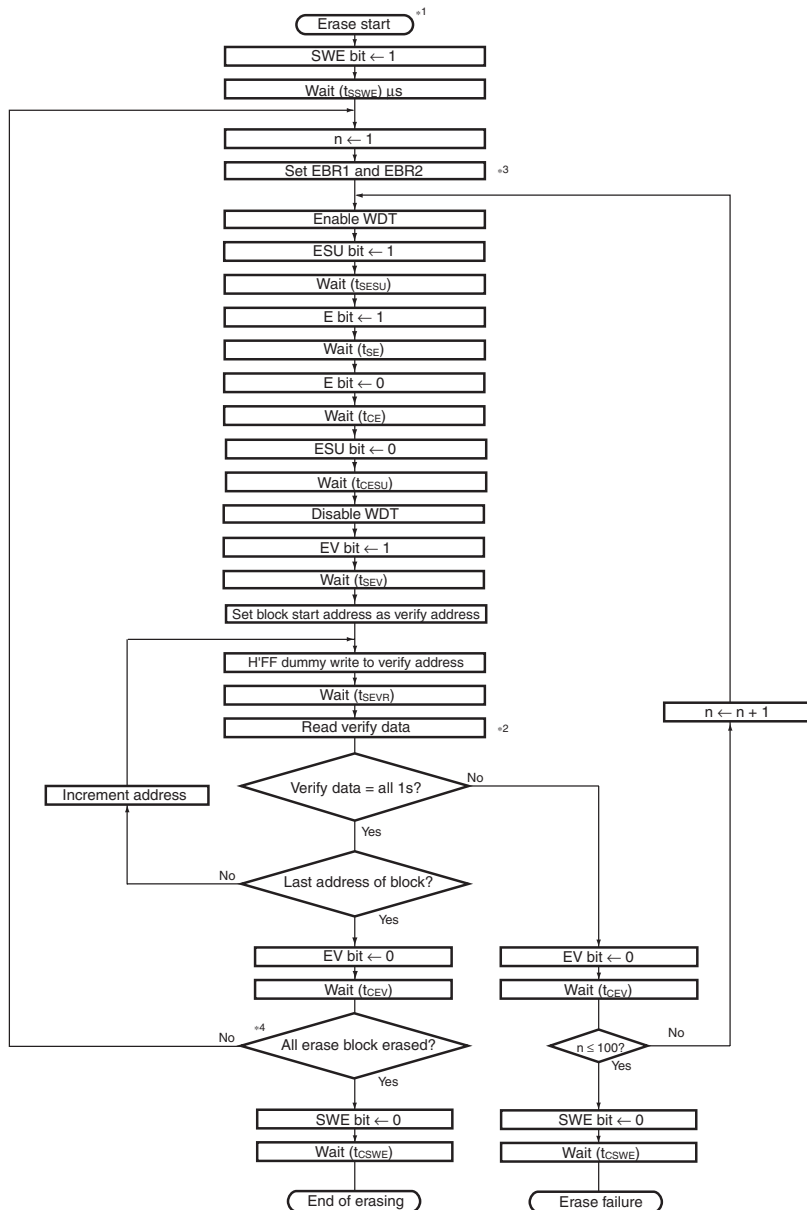 Erase start *1
SWE bit ← 1
Wait (tSSWE) μs
n ← 1
Set EBR1 and EBR2 *3
Enable WDT
ESU bit ← 1
Wait (tSESU)
E bit ← 1
Wait (tSE)
E bit ← 0
Wait (tCE)
ESU bit ← 0
Wait (tCESU)
Disable WDT
EV bit ← 1
Wait (tSEV)
Set block start address as verify address
H'FF dummy write to verify address
Wait (tSEVR)
Read verify data *2
n ← n + 1
Increment address
Verify data = all 1s?
No
Yes
Last address of block?
No
Yes
EV bit ← 0
Wait (tCEV)
EV bit ← 0
Wait (tCEV)
No *4
All erase block erased?
Yes
n ≤ 100?
No
Yes
SWE bit ← 0
Wait (tCSWE)
SWE bit ← 0
Wait (tCSWE)
End of erasing
Erase failure